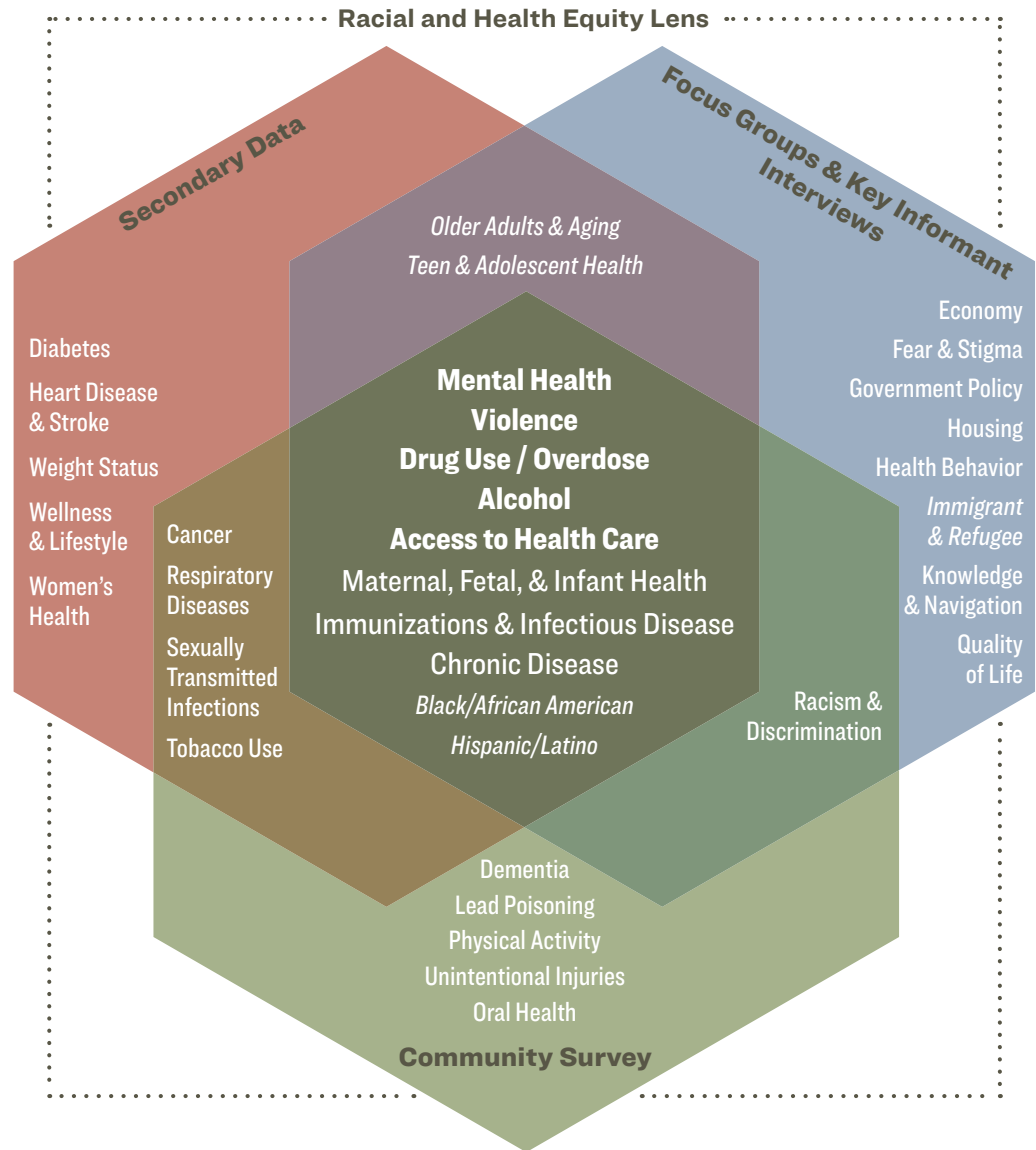 Racial and Health Equity Lens
Secondary Data
Focus Groups & Key Informant
Interviews
Older Adults & Aging
Teen & Adolescent Health
Diabetes
Heart Disease
& Stroke
Weight Status
Wellness
& Lifestyle
Women’s
Health
Economy
Fear & Stigma
Government Policy
Housing
Health Behavior
Immigrant
& Refugee
Knowledge
& Navigation
Quality
of Life
Mental Health
Violence
Drug Use / Overdose
Alcohol
Access to Health Care
Maternal, Fetal, & Infant Health
Immunizations & Infectious Disease
Chronic Disease
Black/African American
Hispanic/Latino
Cancer
Respiratory
Diseases
Sexually
Transmitted
Infections
Tobacco Use
Racism &
Discrimination
Dementia
Lead Poisoning
Physical Activity
Unintentional Injuries
Oral Health
Community Survey